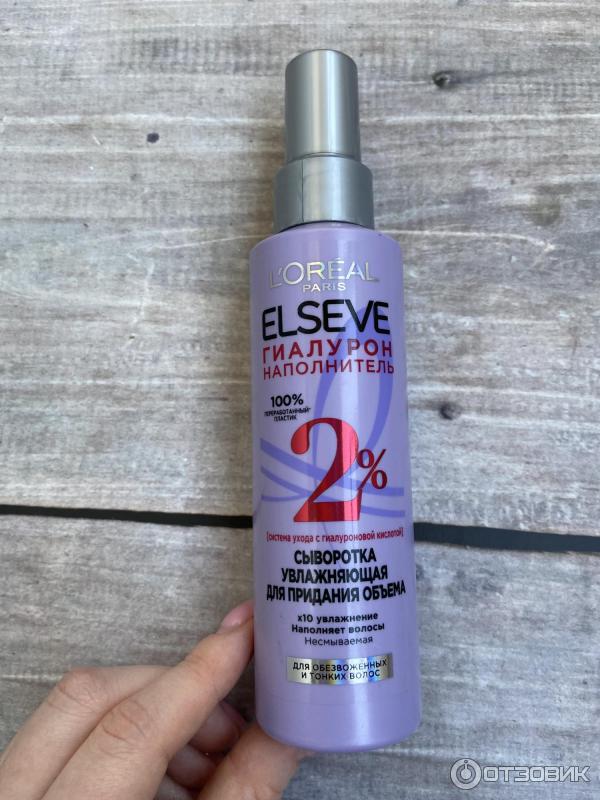 L'ORÉAL
PARIS
ELSEVE
ГИАЛУРОН
НАПОЛНИТЕЛЬ
100%
ПЕРЕРАБОТАННЫЙ
ПЛАСТИК
2%
[система ухода с гиалуроновой кислотой]
СЫВОРОТКА
УВЛАЖНЯЮЩАЯ
ДЛЯ ПРИДАНИЯ ОБЪЕМА
x10 увлажнение
Наполняет волосы
Несмываемая
ДЛЯ ОБЕЗВОЖЕННЫХ
И ТОНКИХ ВОЛОС
ОТЗОВИК